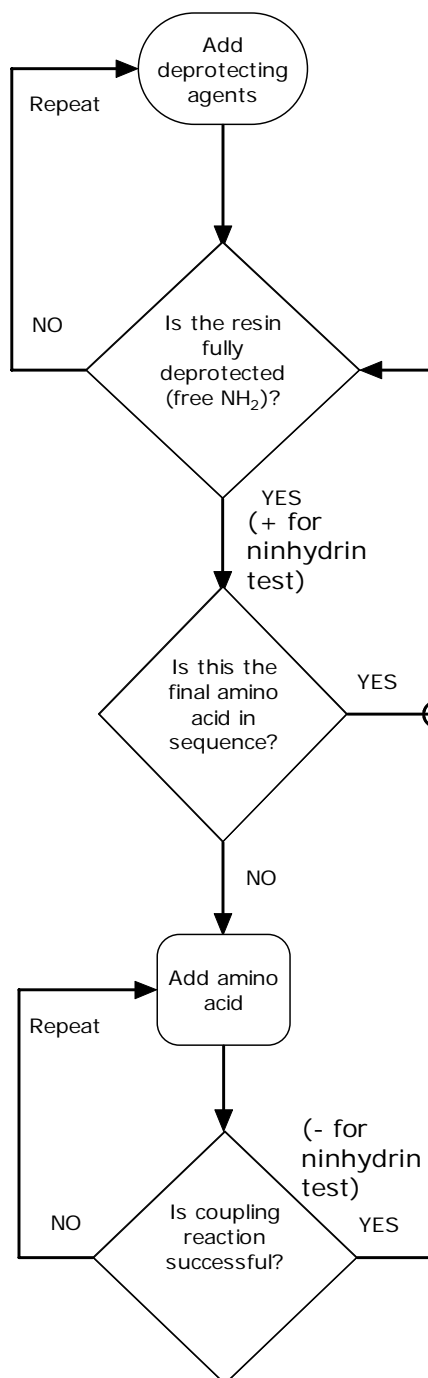 Add
deprotecting
agents
Repeat
NO
Is the resin
fully
deprotected
(free NH₂)?
YES
(+ for
ninhydrin
test)
Is this the
final amino
acid in
sequence?
YES
NO
Add amino
acid
Repeat
(- for
ninhydrin
test)
NO
Is coupling
reaction
successful?
YES